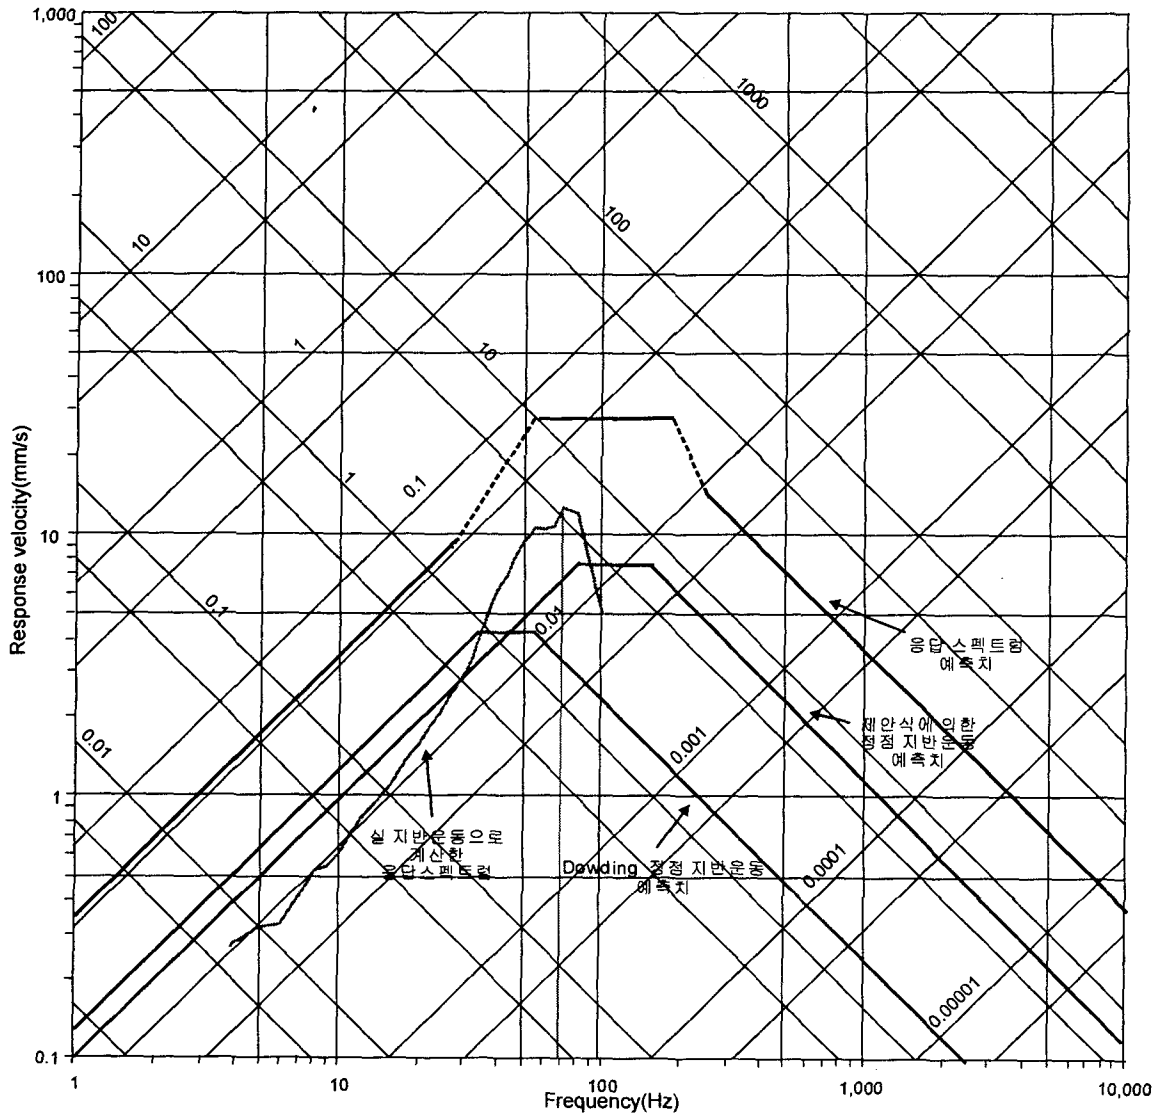 1,000
100
10
1
0.1
Response velocity(mm/s)
1
10
100
1,000
10,000
Frequency(Hz)
100
10
1
0.1
0.01
0.001
0.0001
0.00001
1000
100
10
1
0.1
0.01
응답 스펙트럼
예측치
제안식에 의한
정점 지반운동
예측치
Dowding 정점 지반운동
예측치
실 지반운동으로
계산한
응답스펙트럼